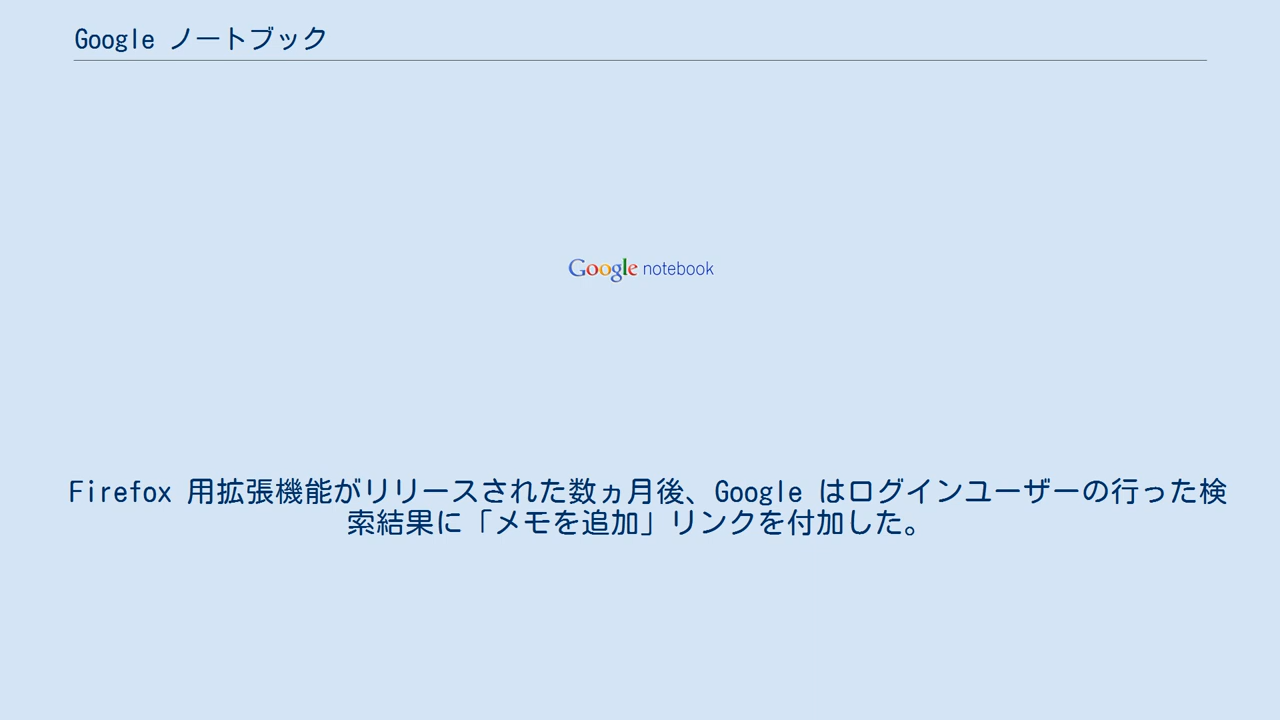 Google ノートブック
Google notebook
Firefox 用拡張機能がリリースされた数ヵ月後、Google はログインユーザーの行った検
索結果に「メモを追加」リンクを付加した。